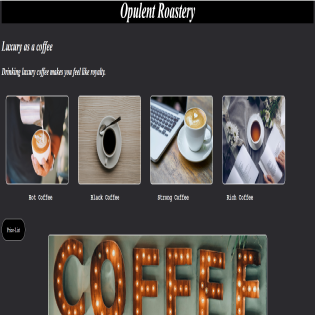 Opulent Roastery
Luxury as a coffee
Drinking luxury coffee makes you feel like royalty.
Hot Coffee
Black Coffee
Strong Coffee
Rich Coffee
Price List
COFFEE